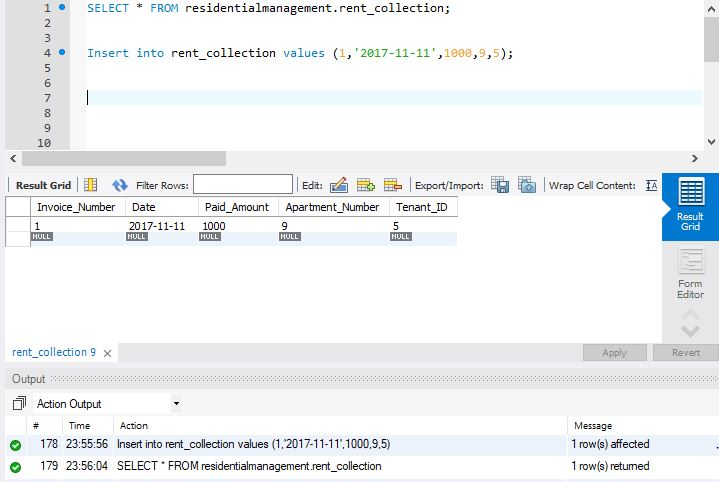 1 SELECT * FROM residentialmanagement.rent_collection;
2
3
4 Insert into rent_collection values (1,'2017-11-11',1000,9,5);
5
6
7
8
9
10
Result Grid Filter Rows: Edit: Export/Import: Wrap Cell Content:
Invoice_Number Date Paid_Amount Apartment_Number Tenant_ID
1 2017-11-11 1000 9 5
NULL NULL NULL NULL NULL
Result
Grid
Form
Editor
rent_collection 9 Apply Revert
Output
Action Output
# Time Action Message
178 23:55:56 Insert into rent_collection values (1,'2017-11-11',1000,9,5) 1 row(s) affected
179 23:56:04 SELECT * FROM residentialmanagement.rent_collection 1 row(s) returned